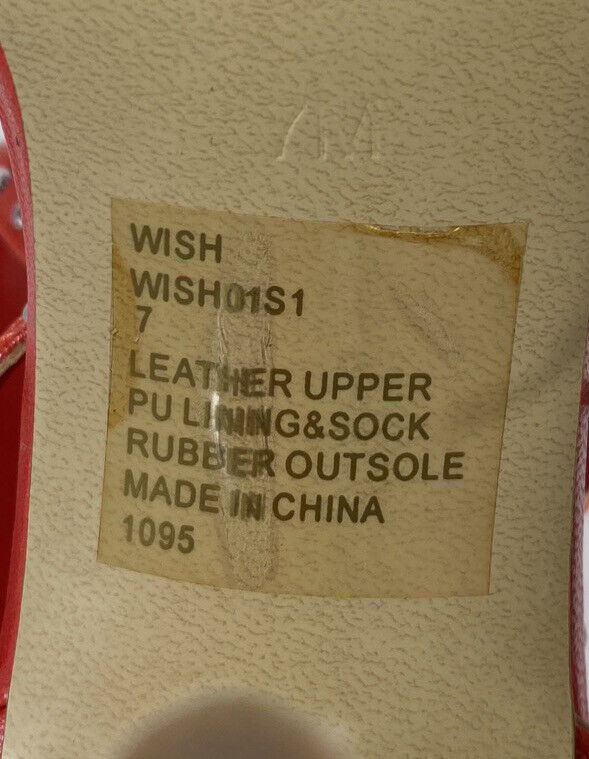 WISH
WISH01S1
7
LEATHER UPPER
PU LINING&SOCK
RUBBER OUTSOLE
MADE IN CHINA
1095